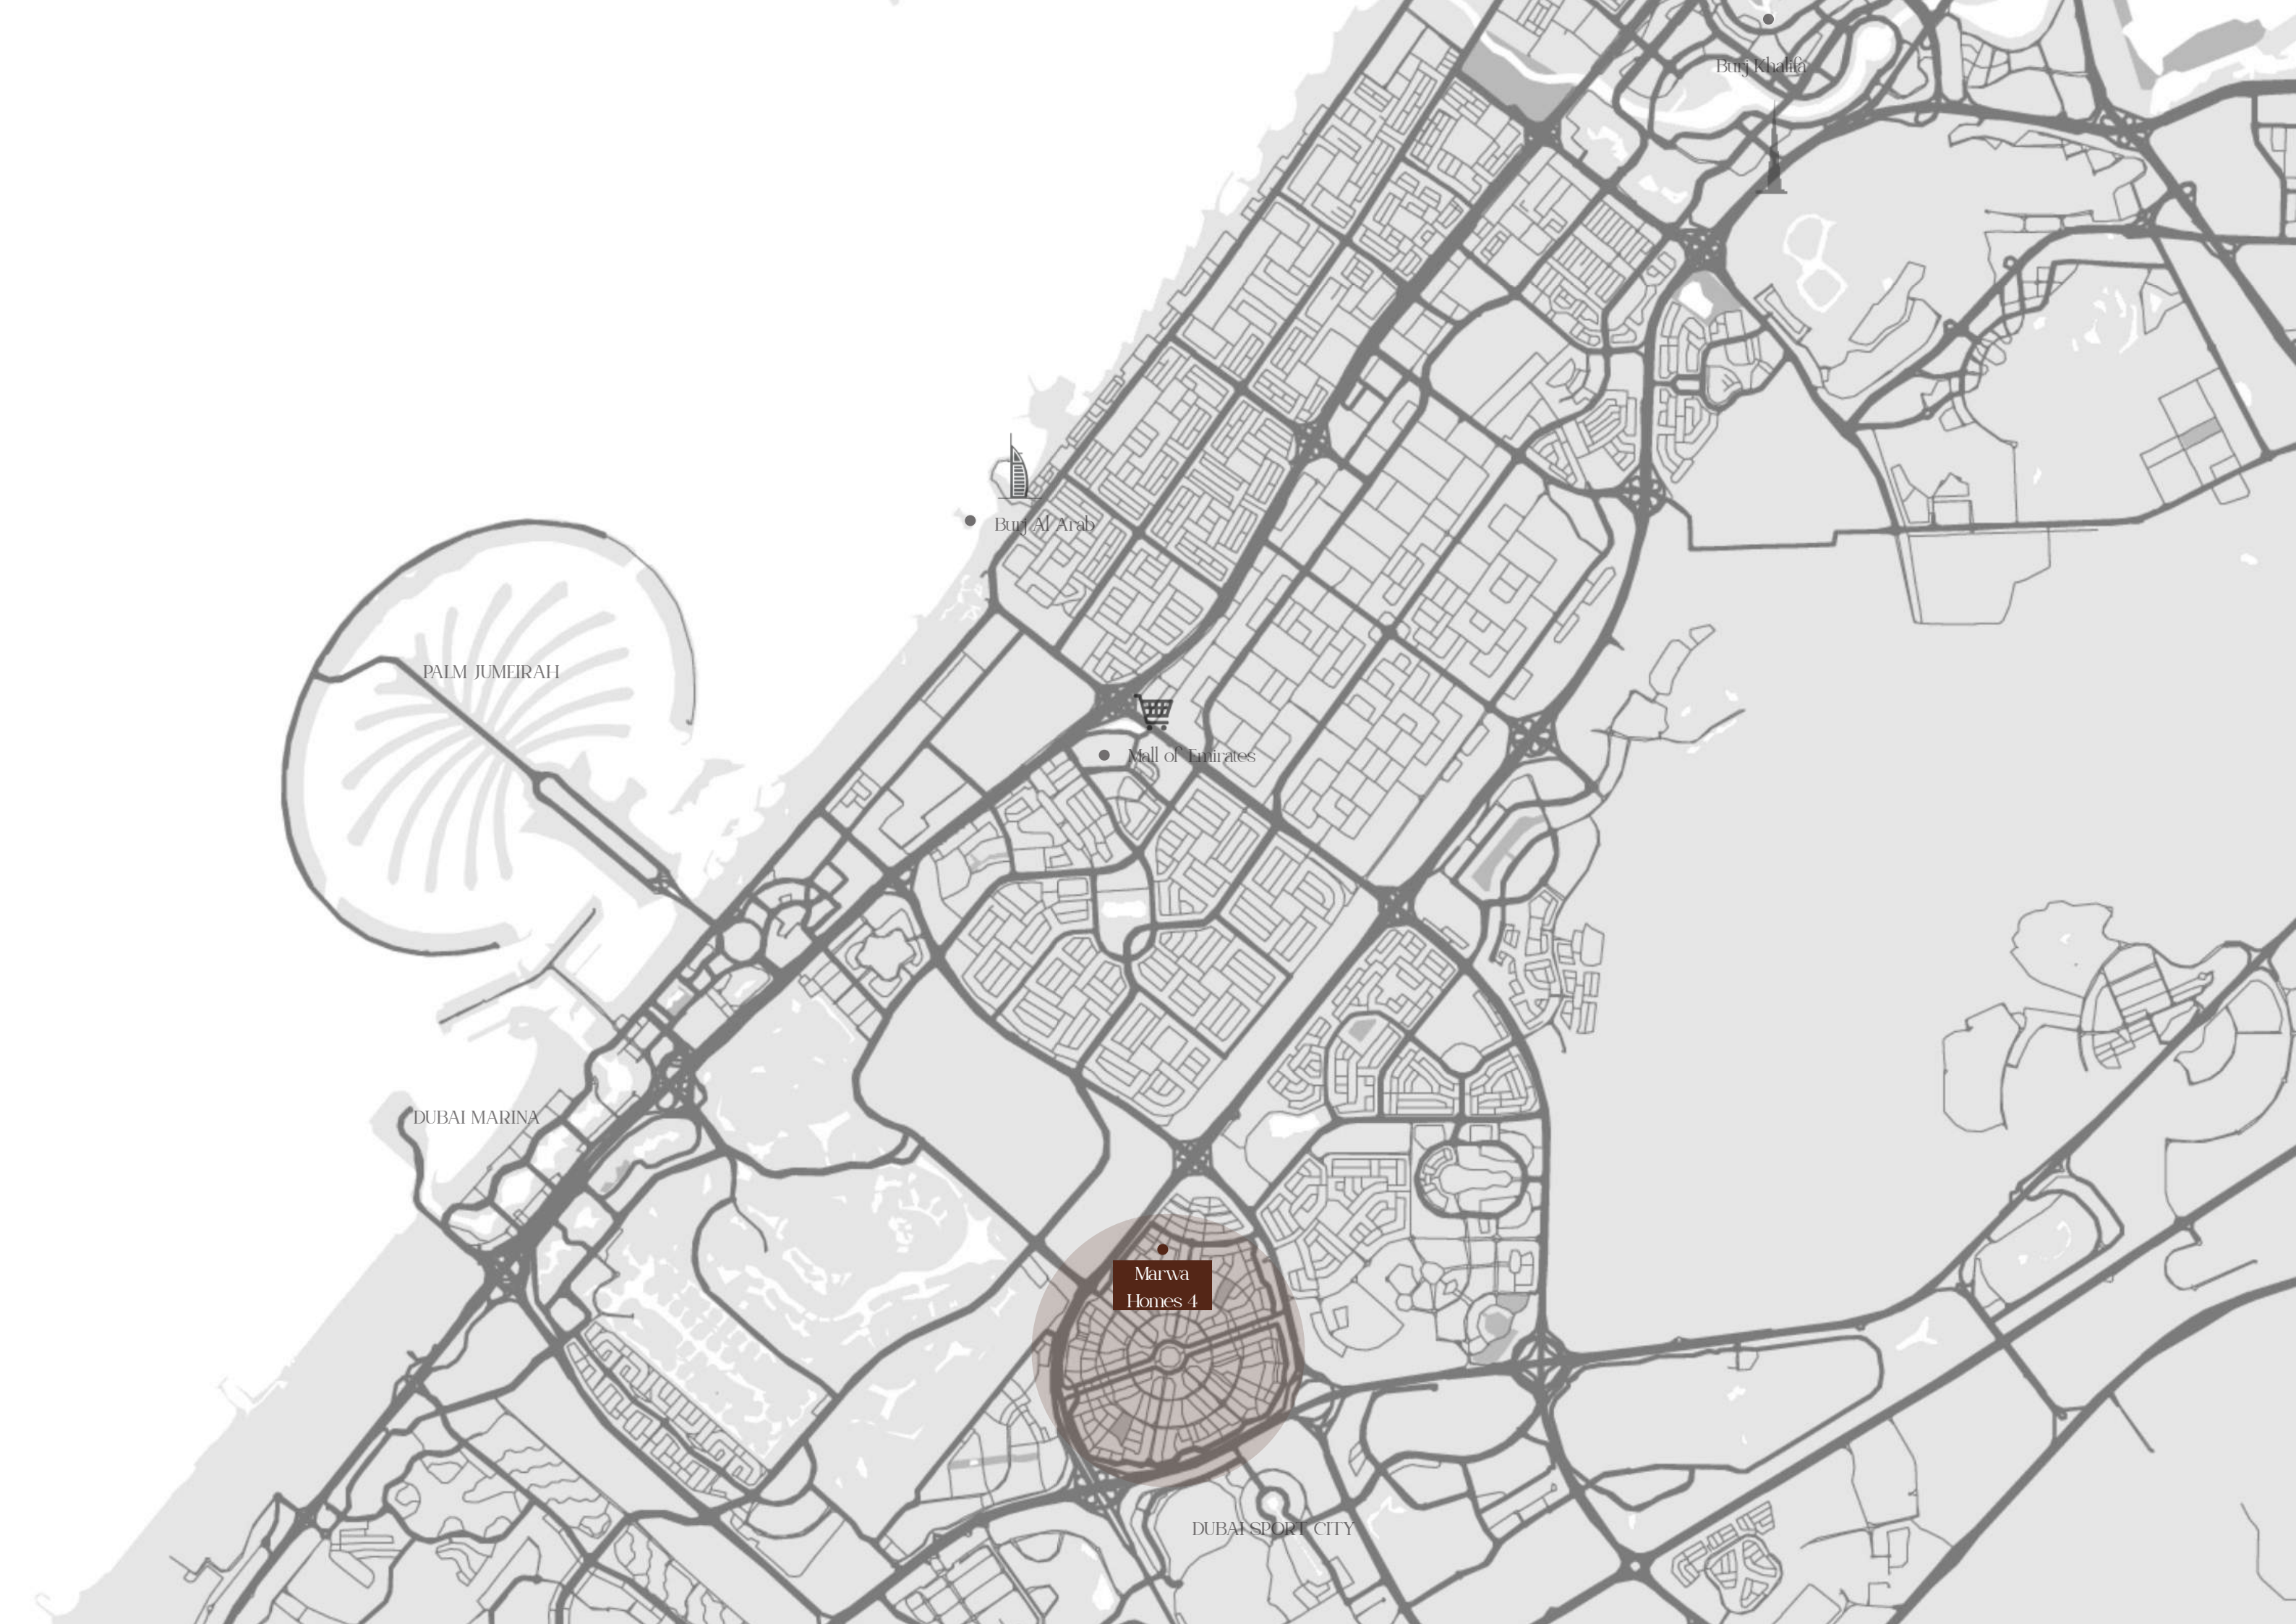 Burj Khalifa
Burj Al Arab
PALM JUMEIRAH
Mall of Emirates
DUBAI MARINA
Marwa
Homes 4
DUBAI SPORT CITY